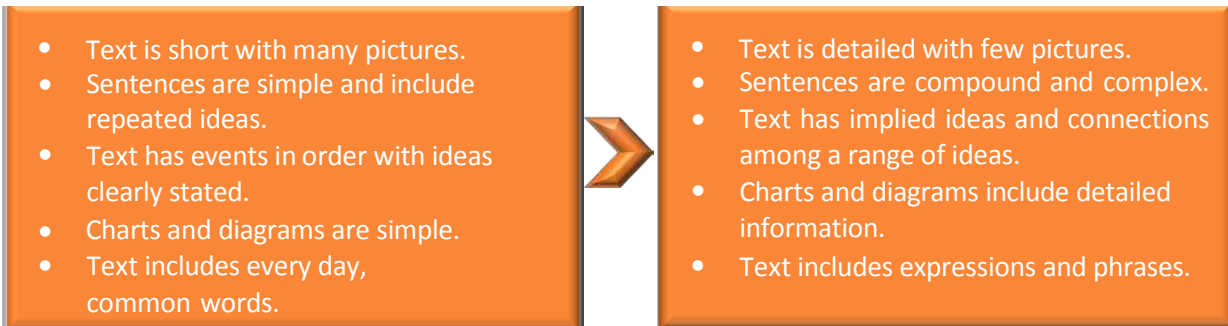 • Text is short with many pictures.
• Sentences are simple and include
repeated ideas.
• Text has events in order with ideas
clearly stated.
• Charts and diagrams are simple.
• Text includes every day,
common words.
• Text is detailed with few pictures.
• Sentences are compound and complex.
• Text has implied ideas and connections
among a range of ideas.
• Charts and diagrams include detailed
information.
• Text includes expressions and phrases.